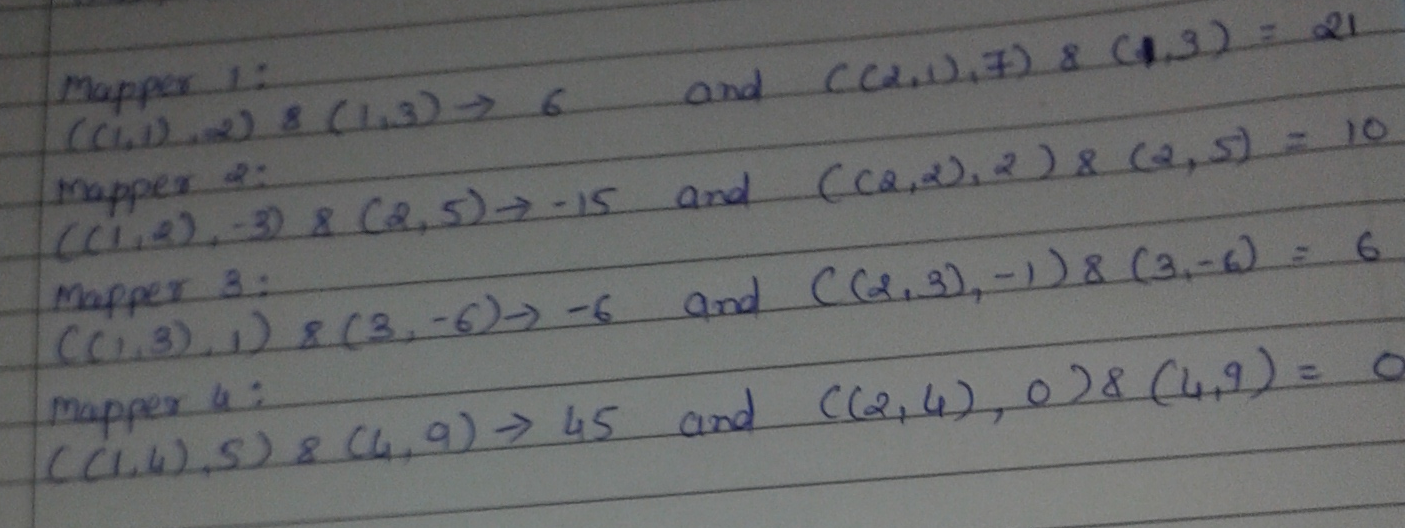 Mapper 1:
((1,1),2) & (1,3) → 6 and ((2,1),7) & (1,3) = 21
Mapper 2:
((1,2),-3) & (2,5) → -15 and ((2,2),2) & (2,5) = 10
Mapper 3:
((1,3),1) & (3,-6) → -6 and ((2,3),-1) & (3,-6) = 6
Mapper 4:
((1,4),5) & (4,9) → 45 and ((2,4),0) & (4,9) = 0